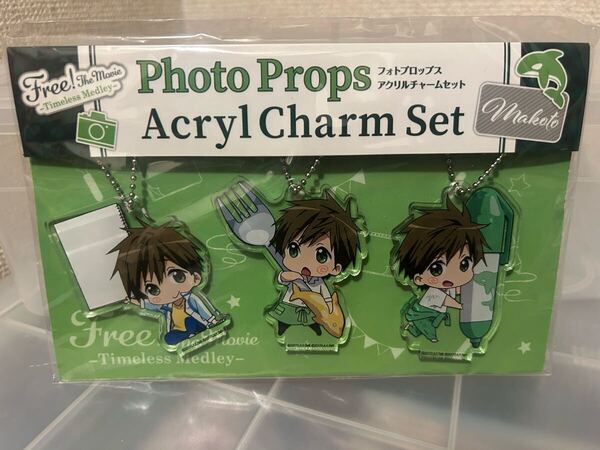 Free! The Movie
-Timeless Medley-
Photo Props
フォトプロップス
アクリルチャームセット
Acryl Charm Set
Makoto
Free! The Movie
-Timeless Medley-